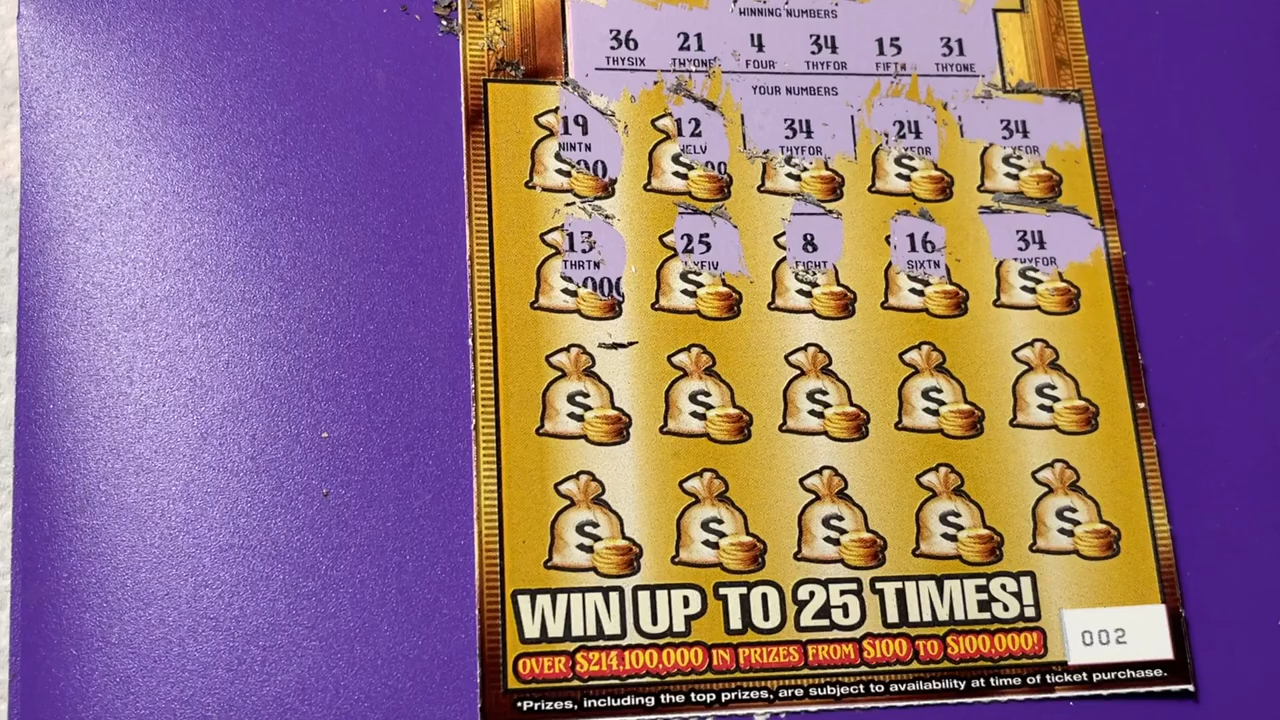 WINNING NUMBERS
36 21 4 34 15 31
THYSIX THYONE FOUR THYFOR FIFTN THYONE
YOUR NUMBERS
19 12 34 24 34
NINTN THYFOR
13 25 8 16 34
THRTN SIXTN THYFOR
WIN UP TO 25 TIMES!
OVER $214,100,000 IN PRIZES FROM $100 TO $100,000!
002
*Prizes, including the top prizes, are subject to availability at time of ticket purchase.